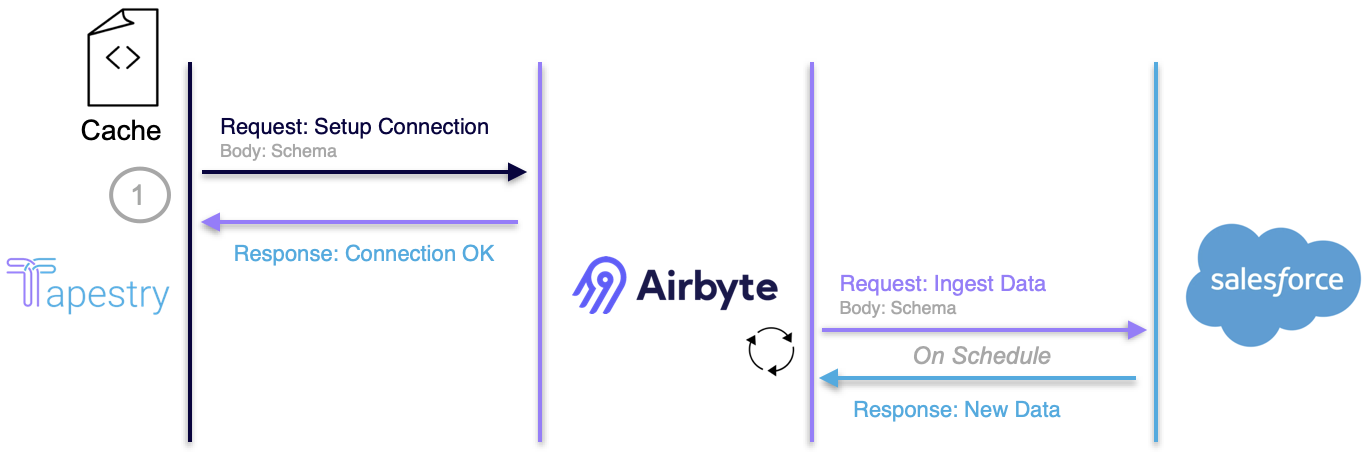 Cache
Request: Setup Connection
Body: Schema
1
Response: Connection OK
Tapestry
Airbyte
Request: Ingest Data
Body: Schema
salesforce
On Schedule
Response: New Data